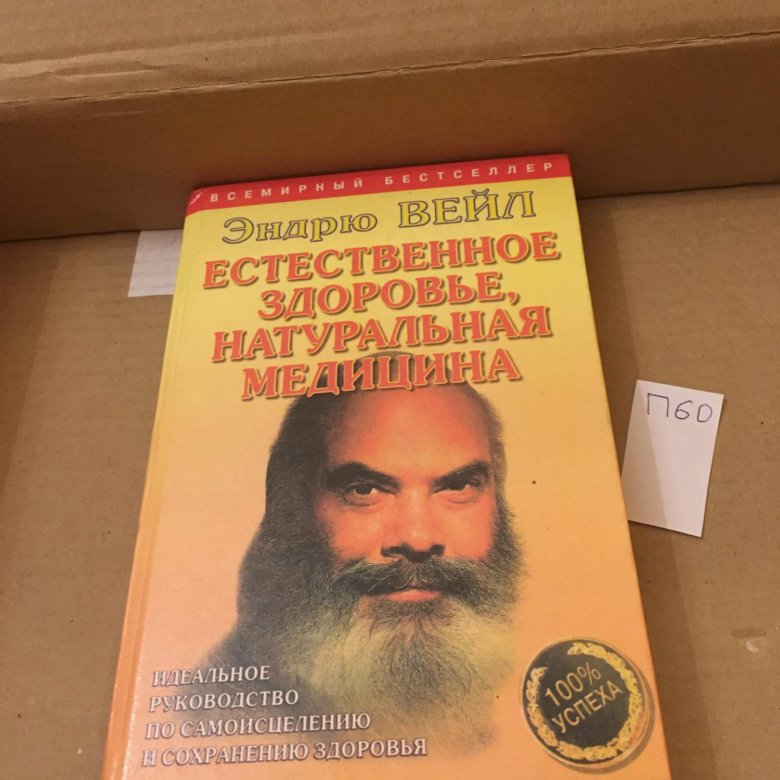 ВСЕМИРНЫЙ БЕСТСЕЛЛЕР
Эндрю ВЕЙЛ
ЕСТЕСТВЕННОЕ
ЗДОРОВЬЕ,
НАТУРАЛЬНАЯ
МЕДИЦИНА
П60
ИДЕАЛЬНОЕ
РУКОВОДСТВО
ПО САМОИСЦЕЛЕНИЮ
И СОХРАНЕНИЮ ЗДОРОВЬЯ
100%
УСПЕХА